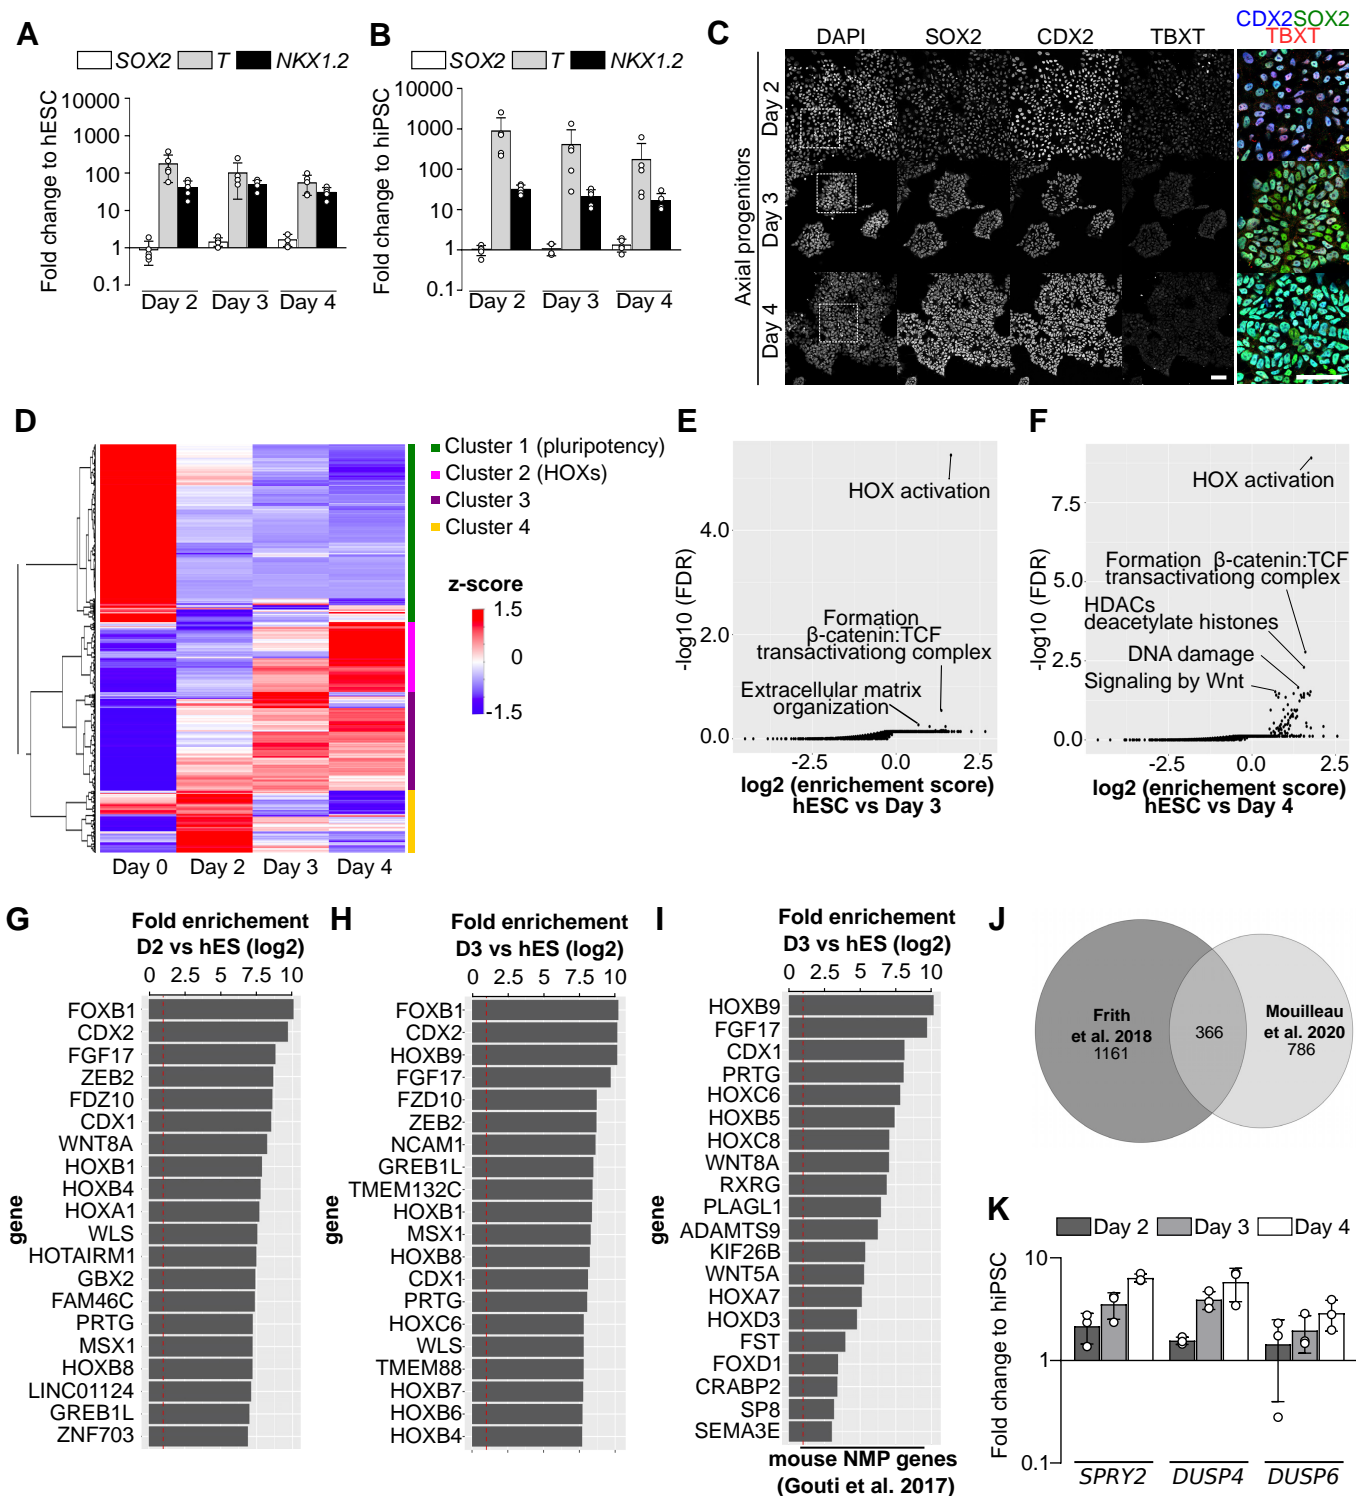 A
SOX2 T NKX1.2
Fold change to hESC
10000
1000
100
10
1
0.1
Day 2 Day 3 Day 4
B
SOX2 T NKX1.2
Fold change to hiPSC
10000
1000
100
10
1
0.1
Day 2 Day 3 Day 4
C
DAPI SOX2 CDX2 TBXT
CDX2SOX2
TBXT
Axial progenitors
Day 2
Day 3
Day 4
D
Cluster 1 (pluripotency)
Cluster 2 (HOXs)
Cluster 3
Cluster 4
z-score
1.5
0
-1.5
Day 0 Day 2 Day 3 Day 4
E
HOX activation
-log10 (FDR)
4.0
2.0
0.0
Formation
β-catenin:TCF
transactivationg complex
Extracellular matrix
organization
-2.5 0.0 2.5
log2 (enrichment score)
hESC vs Day 3
F
HOX activation
-log10 (FDR)
7.5
5.0
2.5
0.0
Formation β-catenin:TCF
transactivationg complex
HDACs
deacetylate histones
DNA damage
Signaling by Wnt
-2.5 0.0 2.5
log2 (enrichment score)
hESC vs Day 4
G
Fold enrichement
D2 vs hES (log2)
0 2.5 5 7.5 10
gene
FOXB1
CDX2
FGF17
ZEB2
FDZ10
CDX1
WNT8A
HOXB1
HOXB4
HOXA1
WLS
HOTAIRM1
GBX2
FAM46C
PRTG
MSX1
HOXB8
LINC01124
GREB1L
ZNF703
H
Fold enrichement
D3 vs hES (log2)
0 2.5 5 7.5 10
gene
FOXB1
CDX2
HOXB9
FGF17
FZD10
ZEB2
NCAM1
GREB1L
TMEM132C
HOXB1
MSX1
HOXB8
CDX1
PRTG
HOXC6
WLS
TMEM88
HOXB7
HOXB6
HOXB4
I
Fold enrichement
D3 vs hES (log2)
0 2.5 5 7.5 10
gene
HOXB9
FGF17
CDX1
PRTG
HOXC6
HOXB5
HOXC8
WNT8A
RXRG
PLAGL1
ADAMTS9
KIF26B
WNT5A
HOXA7
HOXD3
FST
FOXD1
CRABP2
SP8
SEMA3E
mouse NMP genes
(Gouti et al. 2017)
J
Frith
et al. 2018
1161
366
Mouilleau
et al. 2020
786
K
Day 2 Day 3 Day 4
Fold change to hiPSC
10
1
0.1
SPRY2 DUSP4 DUSP6